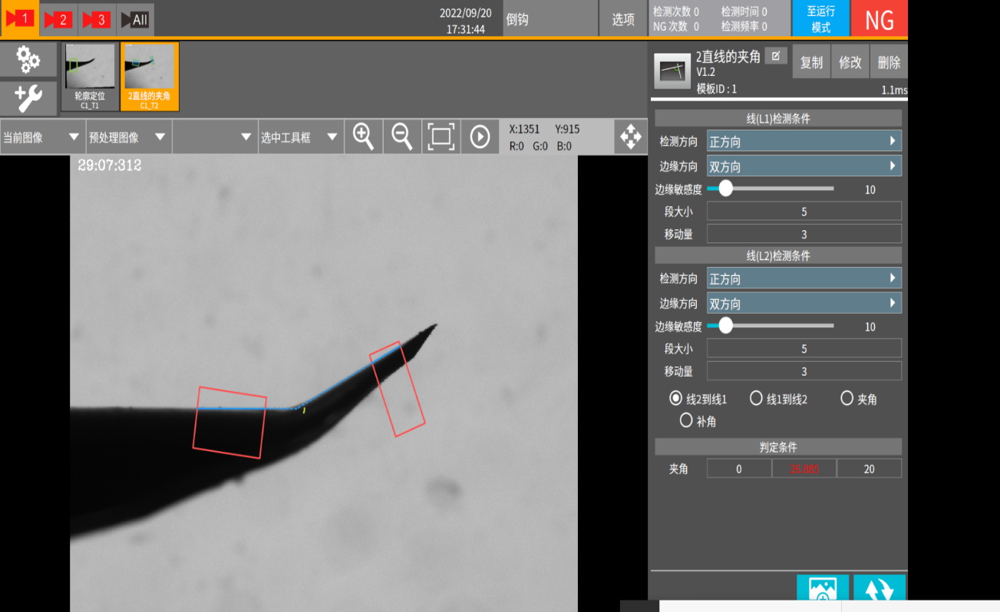 1 2 3 All
2022/09/20
17:31:44
倒钩
选项
检测次数 0 检测时间 0
NG 次数 0 检测频率 0
至运行
模式
NG
轮廓定位
C1_T1
2直线的夹角
C1_T2
2直线的夹角
V1.2
模板ID : 1
复制 修改 删除
1.1ms
当前图像 预处理图像 选中工具框
X:1351 Y:915
R:0 G:0 B:0
29:07:312
线(L1)检测条件
检测方向 正方向
边缘方向 双方向
边缘敏感度 10
段大小 5
移动量 3
线(L2)检测条件
检测方向 正方向
边缘方向 双方向
边缘敏感度 10
段大小 5
移动量 3
线2到线1 线1到线2 夹角
补角
判定条件
夹角 0 26.885 20